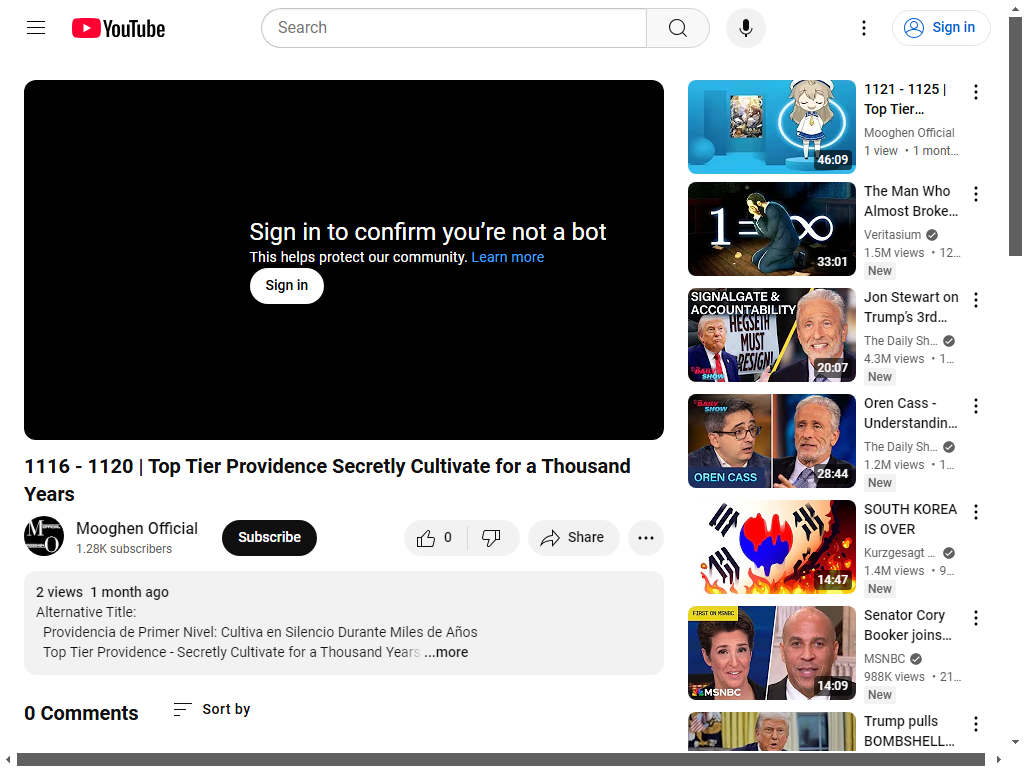 YouTube
Search
Sign in
Sign in to confirm you’re not a bot
This helps protect our community. Learn more
Sign in
1116 - 1120 | Top Tier Providence Secretly Cultivate for a Thousand
Years
Mooghen Official
1.28K subscribers
Subscribe
0
Share
2 views 1 month ago
Alternative Title:
Providencia de Primer Nivel: Cultiva en Silencio Durante Miles de Años
Top Tier Providence - Secretly Cultivate for a Thousand Years ...more
0 Comments
Sort by
46:09
1121 - 1125 |
Top Tier…
Mooghen Official
1 view • 1 mont…
1 = ∞
33:01
The Man Who
Almost Broke…
Veritasium
1.5M views • 12…
New
SIGNALGATE &
ACCOUNTABILITY
HEGSETH
MUST
RESIGN!
THE DAILY SHOW
20:07
Jon Stewart on
Trump’s 3rd…
The Daily Sh…
4.3M views • 1…
New
THE DAILY SHOW
OREN CASS
28:44
Oren Cass -
Understandin…
The Daily Sh…
1.2M views • 1…
New
14:47
SOUTH KOREA
IS OVER
Kurzgesagt …
1.4M views • 9…
New
FIRST ON MSNBC
MSNBC
14:09
Senator Cory
Booker joins…
MSNBC
988K views • 21…
New
Trump pulls
BOMBSHELL…